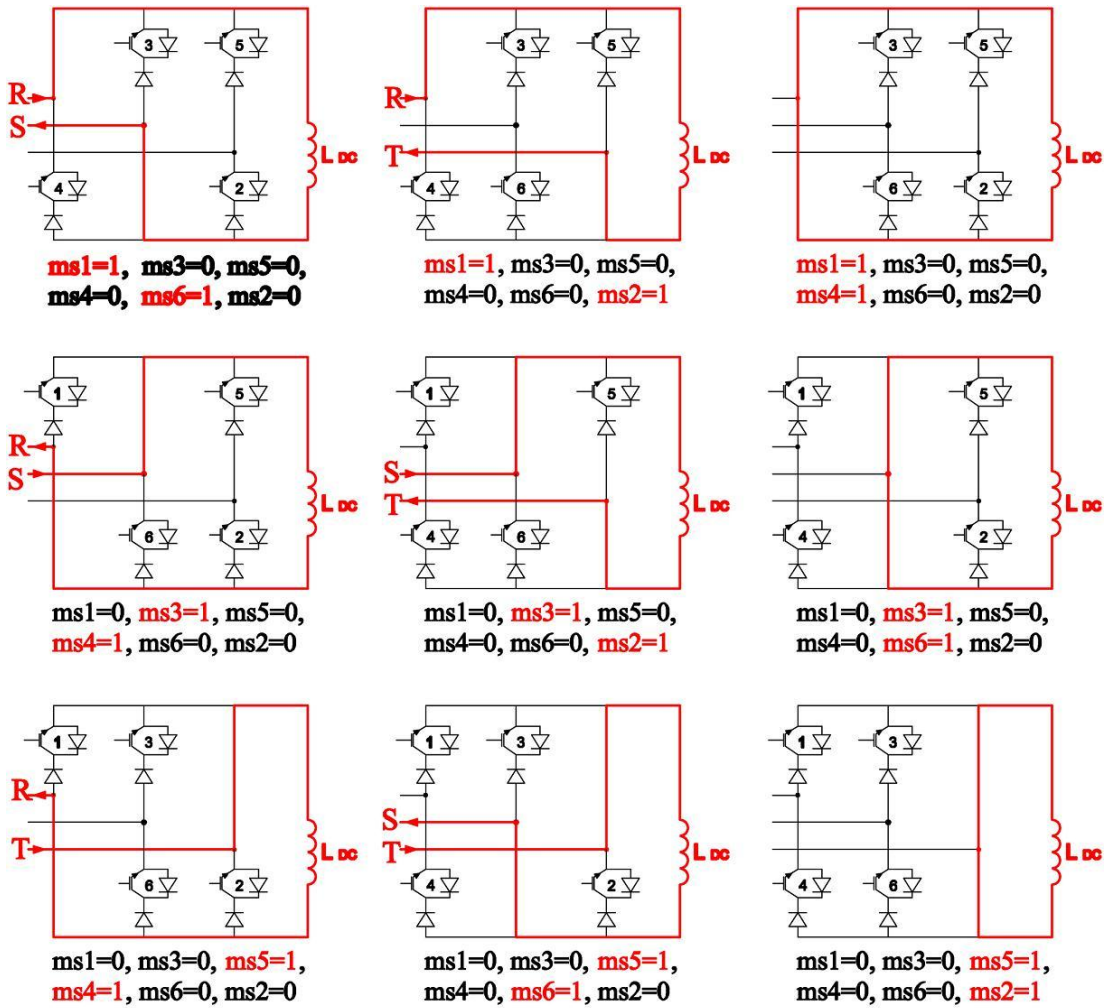 3 5
R
S
L DC
4 2
ms1=1, ms3=0, ms5=0,
ms4=0, ms6=1, ms2=0
3 5
R
T
L DC
4 6
ms1=1, ms3=0, ms5=0,
ms4=0, ms6=0, ms2=1
3 5
L DC
6 2
ms1=1, ms3=0, ms5=0,
ms4=1, ms6=0, ms2=0
1 5
R
S
L DC
6 2
ms1=0, ms3=1, ms5=0,
ms4=1, ms6=0, ms2=0
1 5
S
T
L DC
4 6
ms1=0, ms3=1, ms5=0,
ms4=0, ms6=0, ms2=1
1 5
L DC
4 2
ms1=0, ms3=1, ms5=0,
ms4=0, ms6=1, ms2=0
1 3
R
T
L DC
6 2
ms1=0, ms3=0, ms5=1,
ms4=1, ms6=0, ms2=0
1 3
S
T
L DC
4 2
ms1=0, ms3=0, ms5=1,
ms4=0, ms6=1, ms2=0
1 3
L DC
4 6
ms1=0, ms3=0, ms5=1,
ms4=0, ms6=0, ms2=1